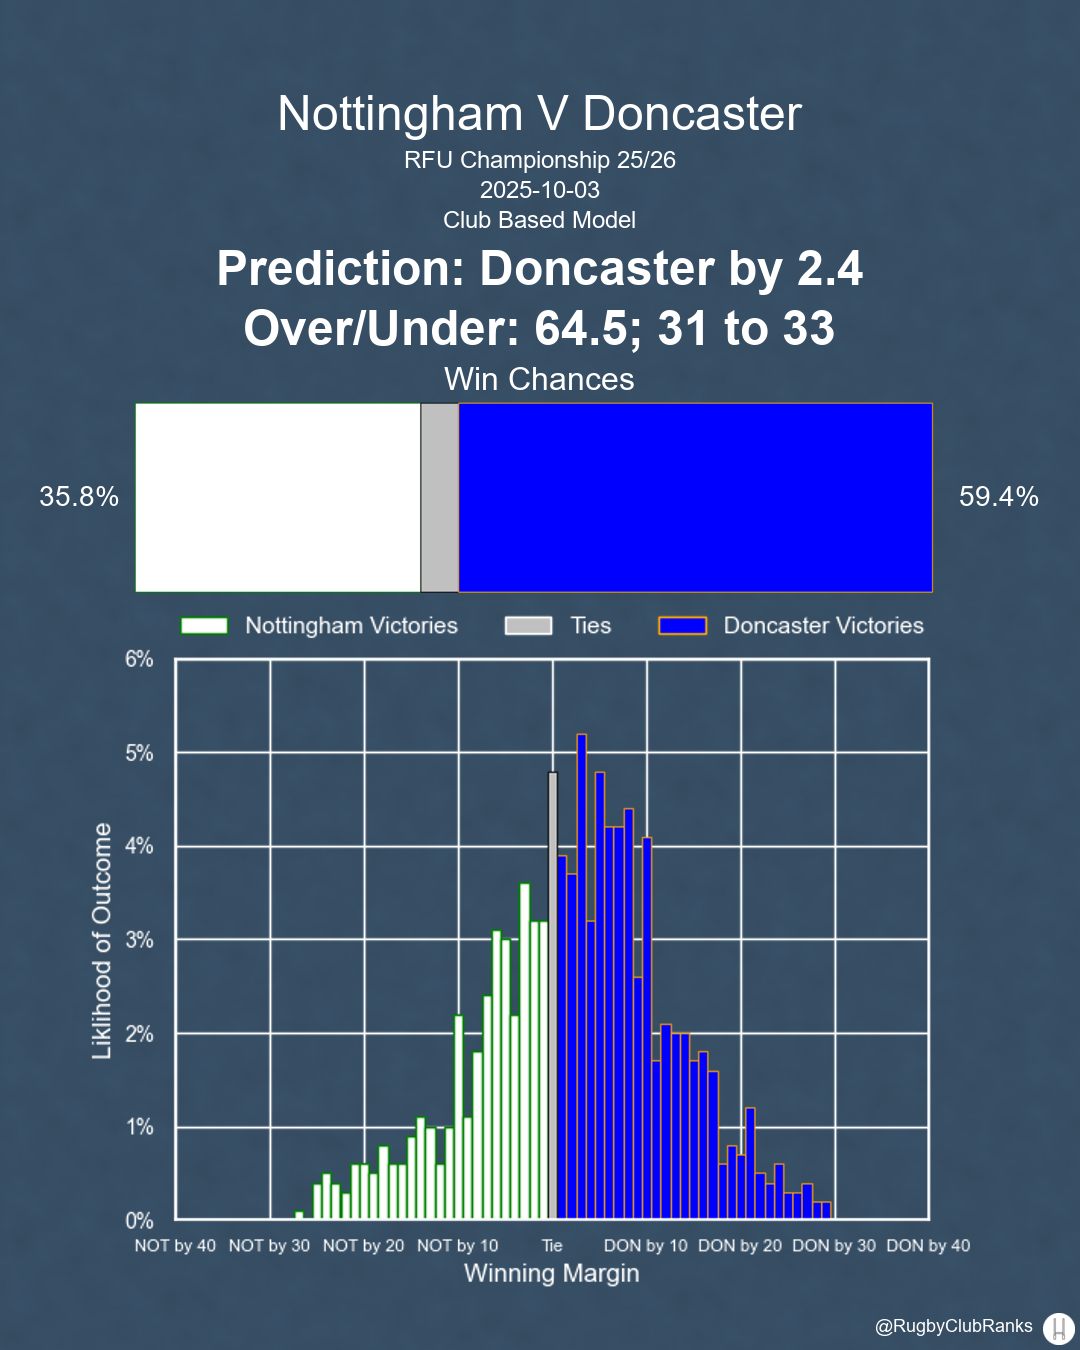 Nottingham V Doncaster
RFU Championship 25/26
2025-10-03
Club Based Model
Prediction: Doncaster by 2.4
Over/Under: 64.5; 31 to 33
Win Chances
35.8%
59.4%
Nottingham Victories
Ties
Doncaster Victories
6%
5%
4%
3%
2%
1%
0%
Liklihood of Outcome
NOT by 40
NOT by 30
NOT by 20
NOT by 10
Tie
DON by 10
DON by 20
DON by 30
DON by 40
Winning Margin
@RugbyClubRanks